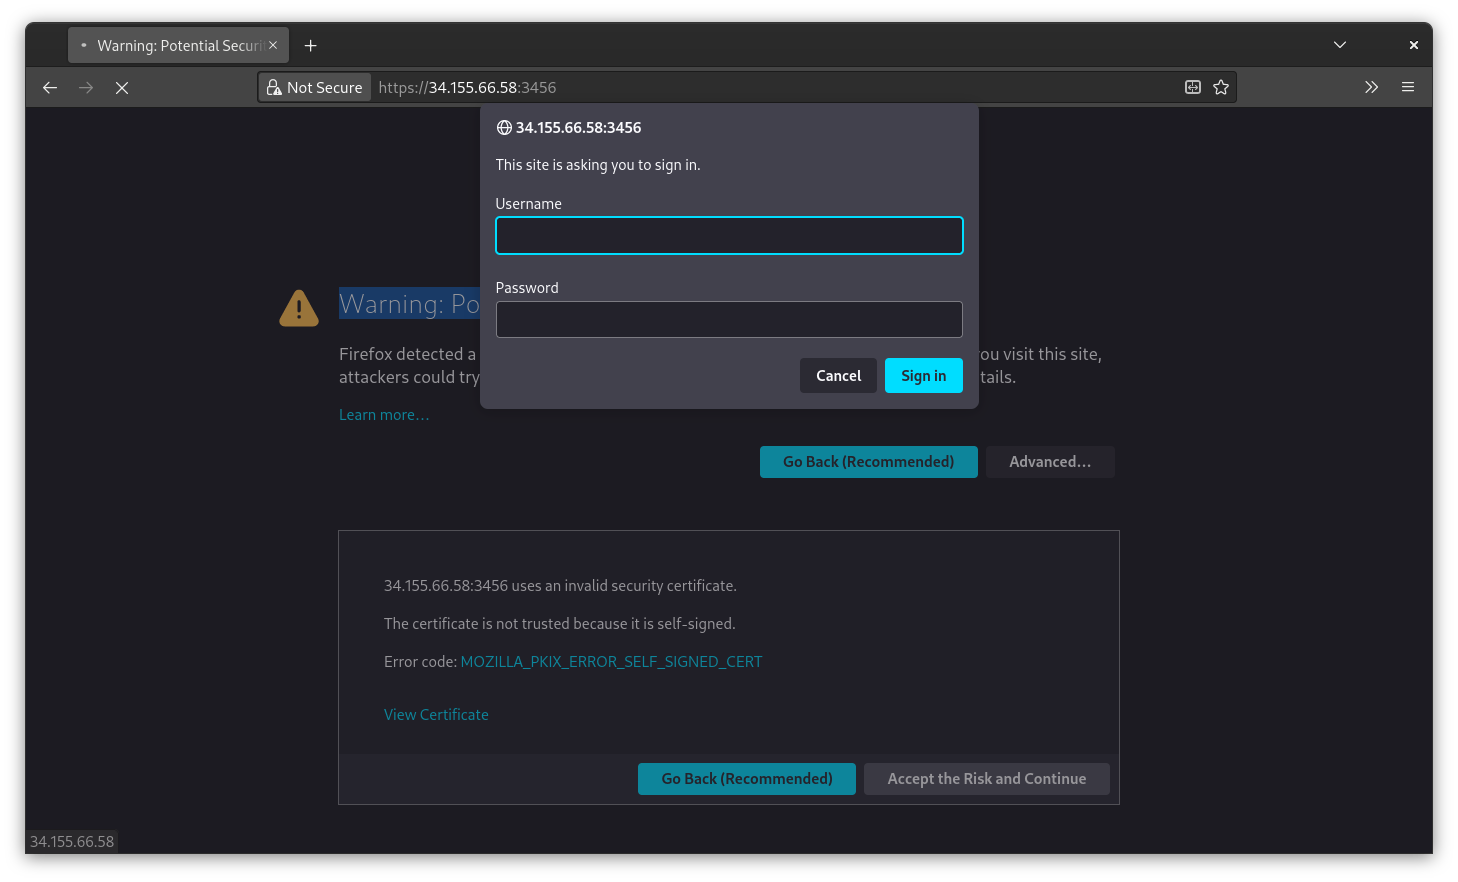 Warning: Potential Securi
Not Secure
https://34.155.66.58:3456
34.155.66.58:3456
This site is asking you to sign in.
Username
Password
Cancel
Sign in
Warning: Po
Firefox detected a
ou visit this site,
attackers could try
tails.
Learn more…
Go Back (Recommended)
Advanced…
34.155.66.58:3456 uses an invalid security certificate.
The certificate is not trusted because it is self-signed.
Error code: MOZILLA_PKIX_ERROR_SELF_SIGNED_CERT
View Certificate
Go Back (Recommended)
Accept the Risk and Continue
34.155.66.58